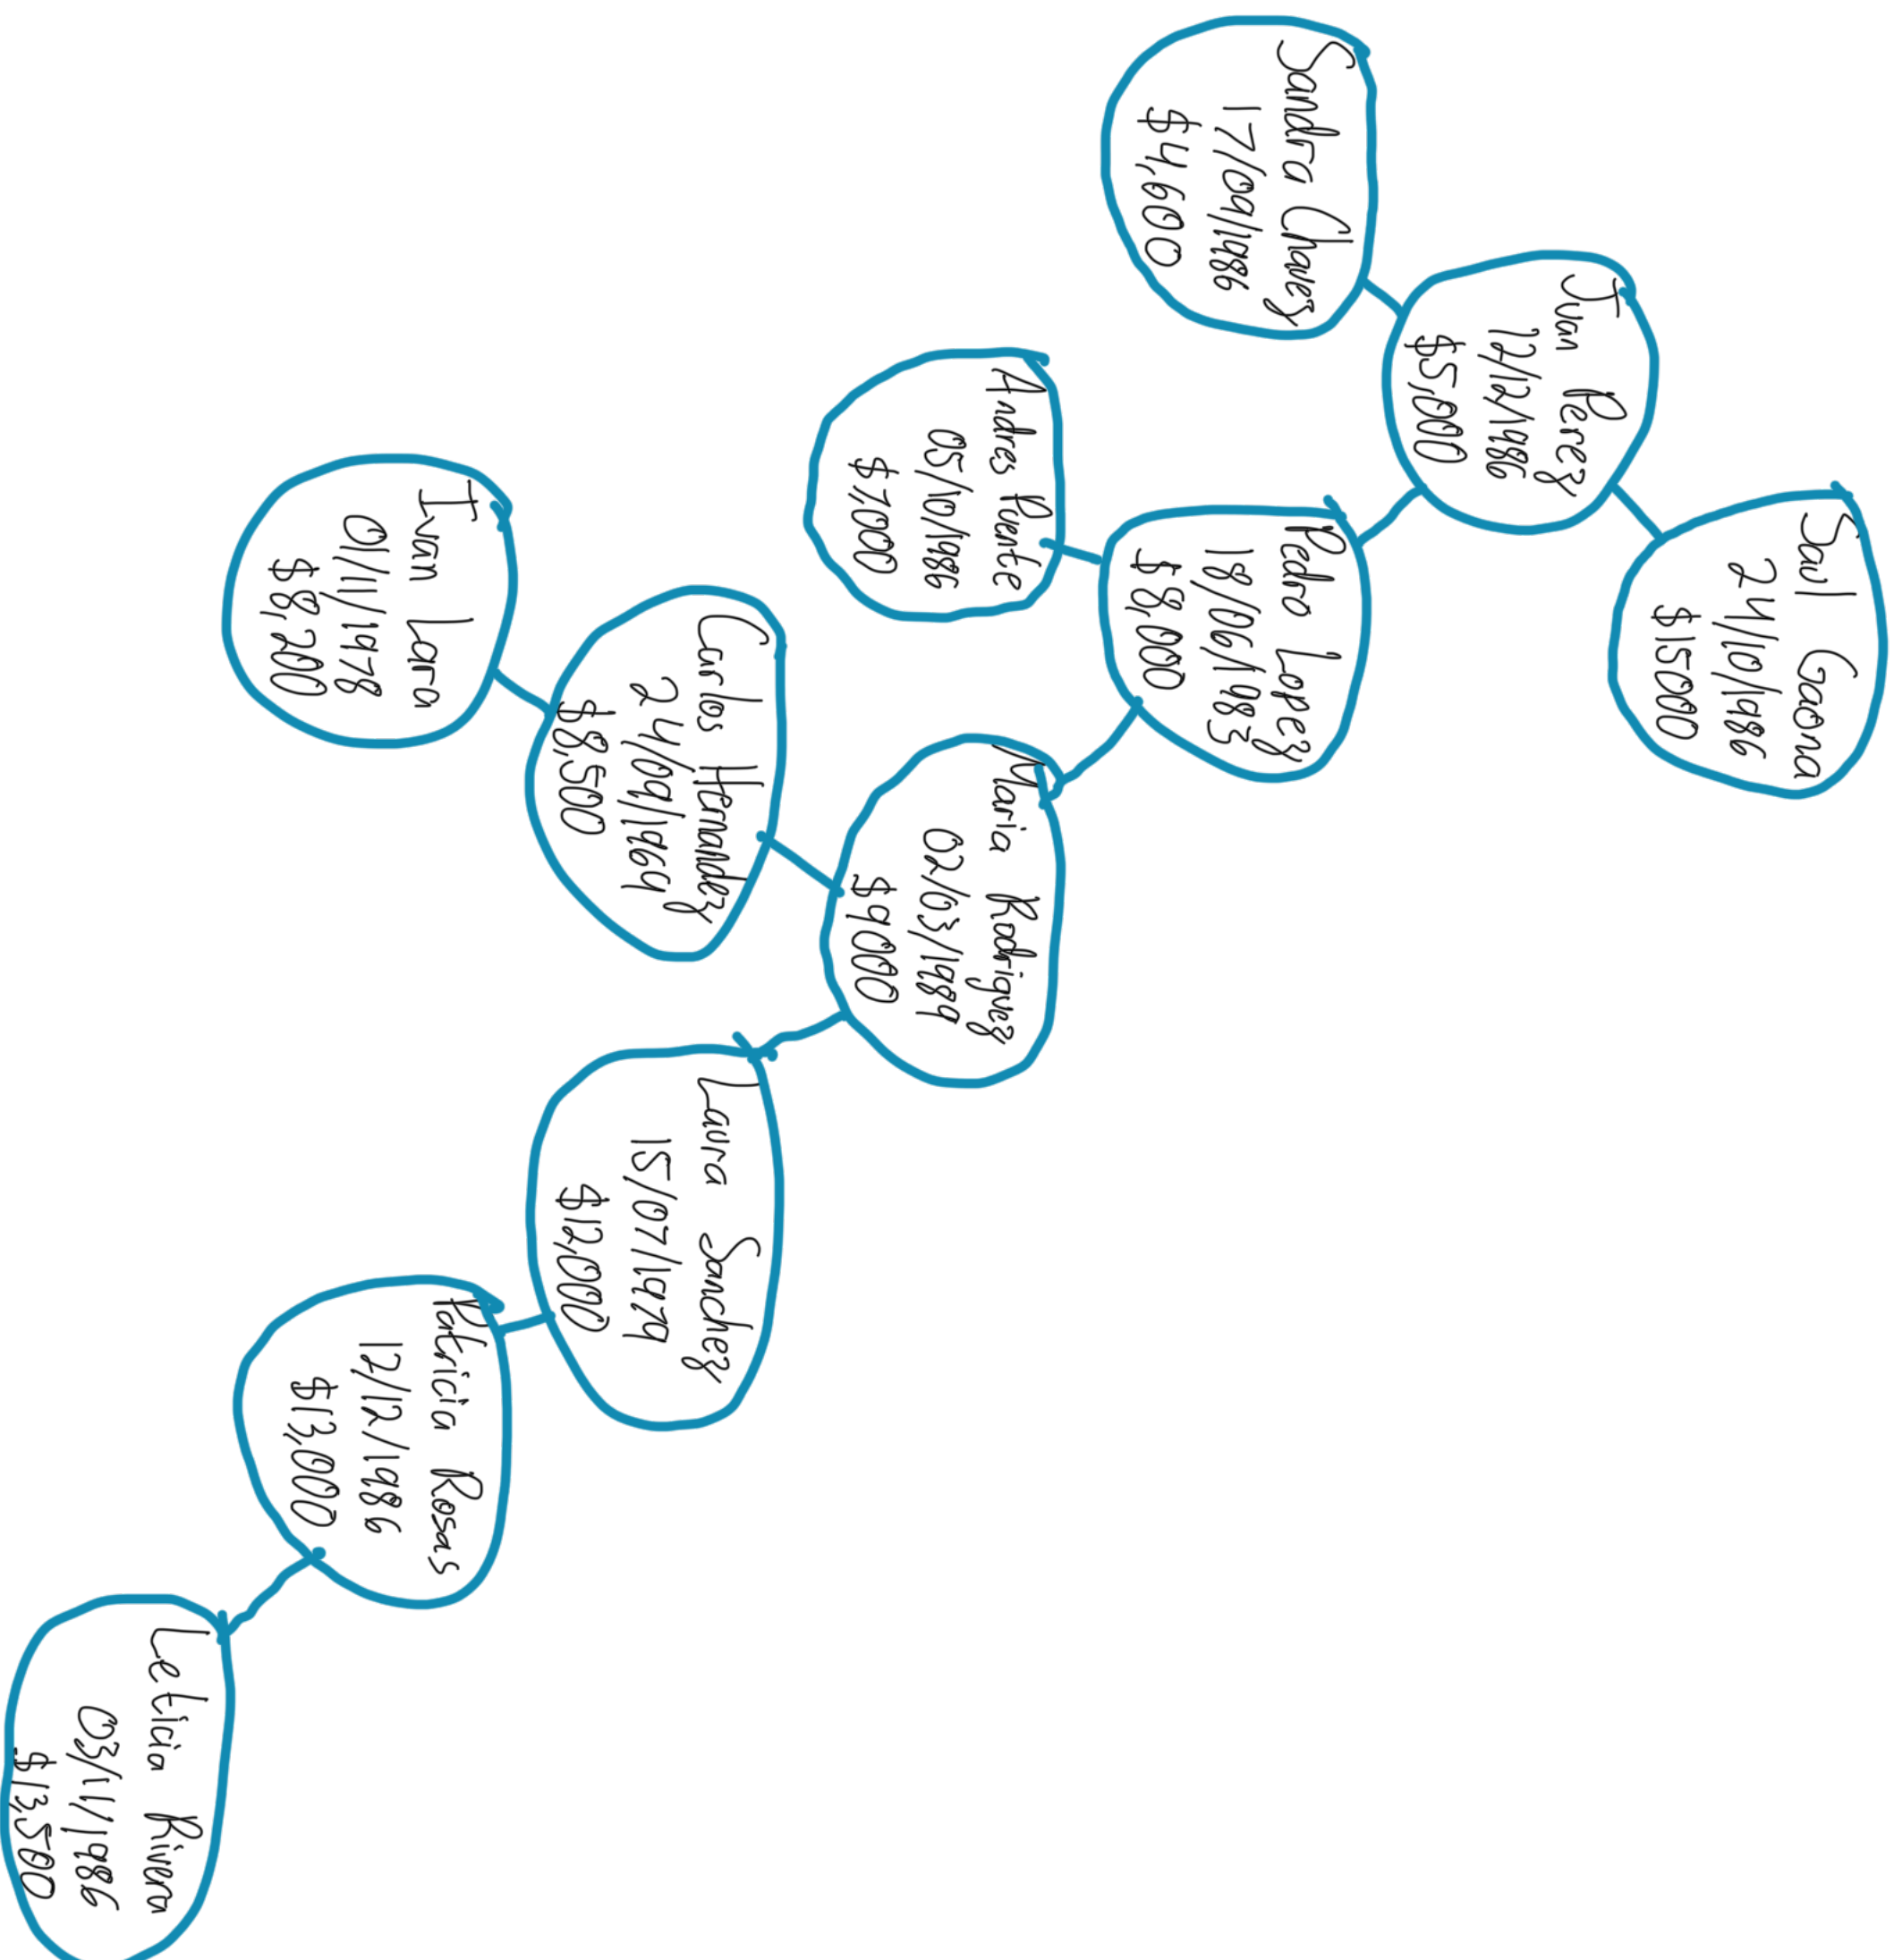 Saul Gaona
24/10/1986
$15000
Juan Perez
12/12/1986
$5,000
Sandra Chavez
17/09/1986
$4,600
Pabo Lopez
18/06/1983
$8,000
Andres Puente
05/10/1986
$7,000
Maria Rodriguez
02/03/1989
$9,000
Carlos Hernandez
24/09/1969
$8,500
Laura Sanchez
15/07/1979
$12,000
Ivan Lara
01/11/1978
$8,200
Patricia Rosas
12/12/1986
$13,000
Leticia Rivera
03/11/1986
$13,500